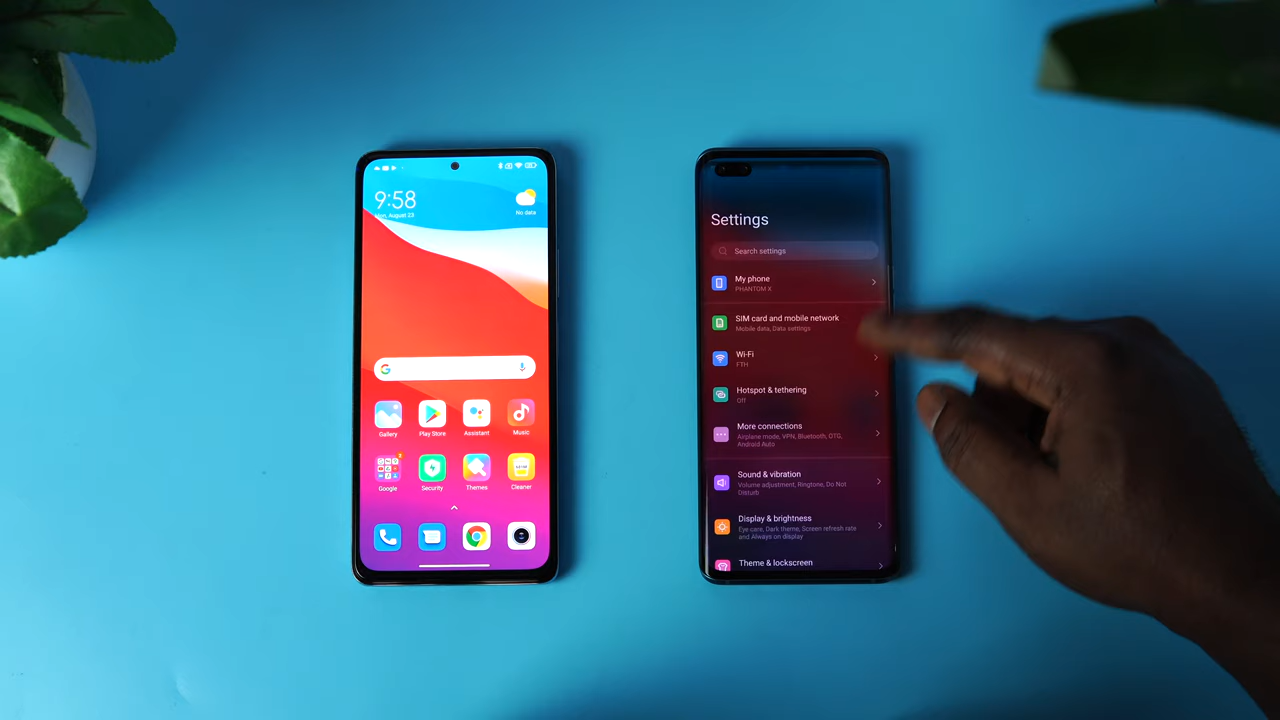 9:58
Mon, August 23
No data
Gallery
Play Store
Assistant
Music
Google
Security
Themes
Cleaner
Settings
Search settings
My phone
PHANTOM X
SIM card and mobile network
Mobile data, Data settings
Wi-Fi
FTH
Hotspot & tethering
Off
More connections
Airplane mode, VPN, Bluetooth, OTG,
Android Auto
Sound & vibration
Volume adjustment, Ringtone, Do Not
Disturb
Display & brightness
Eye care, Dark theme, Screen refresh rate
and Always on display
Theme & lockscreen